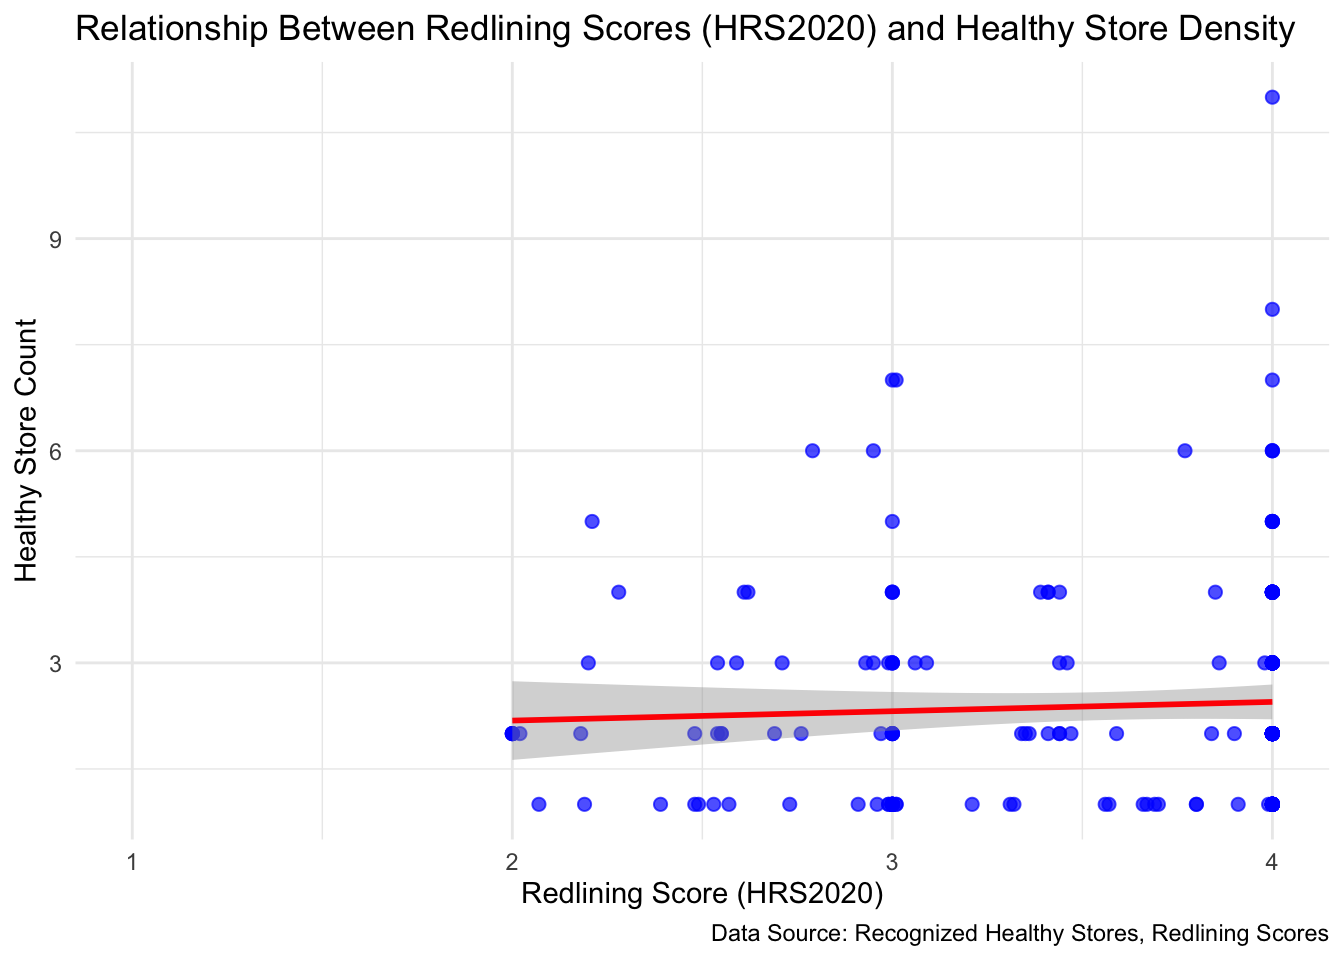 Relationship Between Redlining Scores (HRS2020) and Healthy Store Density
Healthy Store Count
9
6
3
1 2 3 4
Redlining Score (HRS2020)
Data Source: Recognized Healthy Stores, Redlining Scores